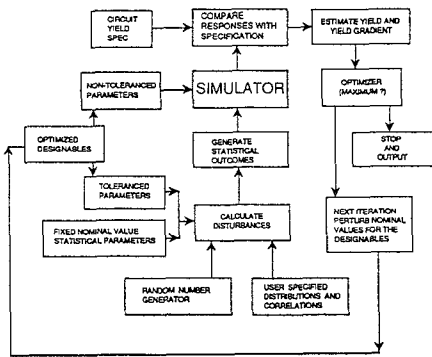 CIRCUIT
YIELD
SPEC
COMPARE
RESPONSES WITH
SPECIFICATION
ESTIMATE YIELD AND
YIELD GRADIENT
NON-TOLERANCED
PARAMETERS
SIMULATOR
OPTIMIZER
(MAXIMUM ?)
OPTIMIZED
DESIGNABLES
GENERATE
STATISTICAL
OUTCOMES
STOP
AND
OUTPUT
TOLERANCED
PARAMETERS
FIXED NOMINAL VALUE
STATISTICAL PARAMETERS
CALCULATE
DISTURBANCES
NEXT ITERATION
PERTURB NOMINAL
VALUES FOR THE
DESIGNABLES
RANDOM NUMBER
GENERATOR
USER SPECIFIED
DISTRIBUTIONS AND
CORRELATIONS